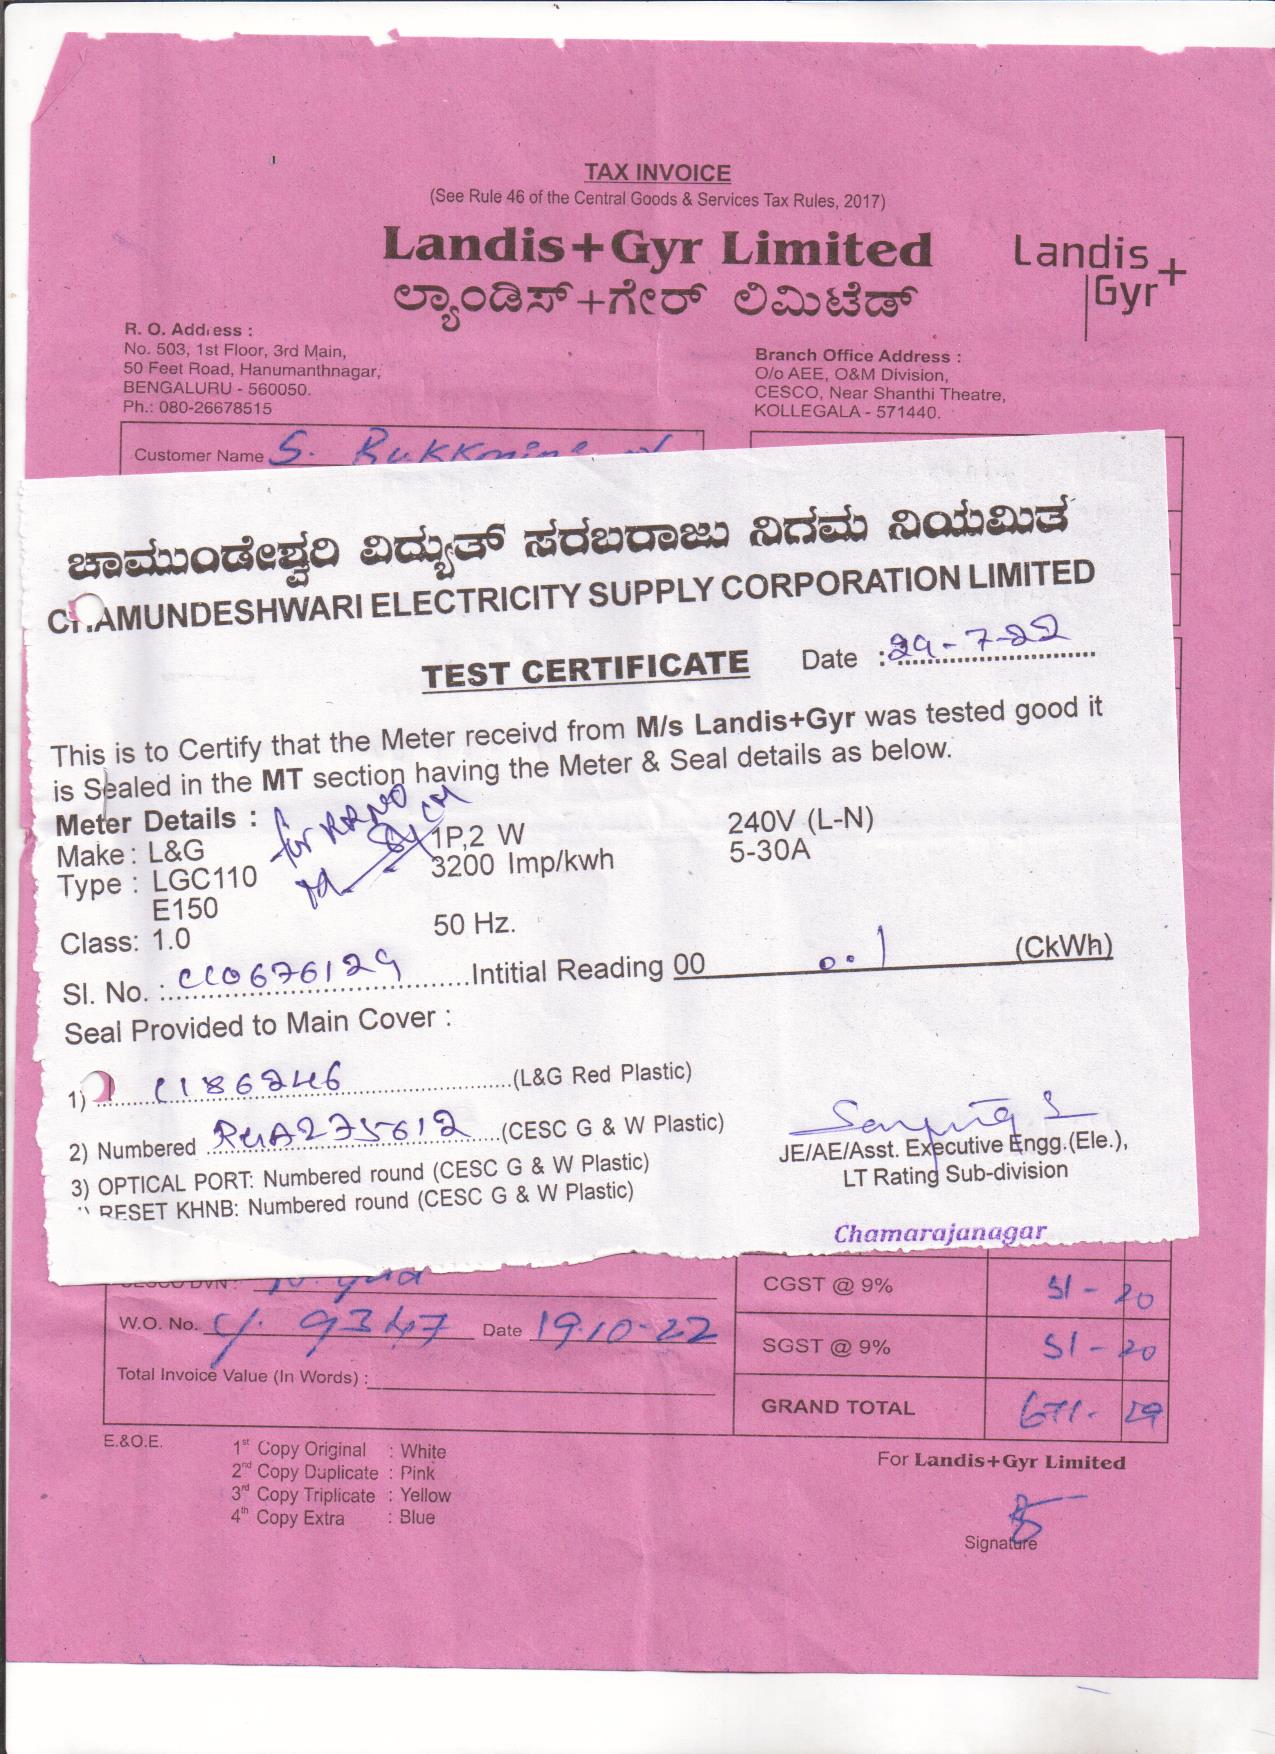 TAX INVOICE
(See Rule 46 of the Central Goods & Services Tax Rules, 2017)
Landis+Gyr Limited
ಲ್ಯಾಂಡಿಸ್+ಗೇರ್ ಲಿಮಿಟೆಡ್
Landis
Gyr+
R. O. Address :
No. 503, 1st Floor, 3rd Main,
50 Feet Road, Hanumanthnagar,
BENGALURU - 560050.
Ph.: 080-26678515
Branch Office Address :
O/o AEE, O&M Division,
CESCO, Near Shanthi Theatre,
KOLLEGALA - 571440.
Customer Name S. Rukkmini
ಚಾಮುಂಡೇಶ್ವರಿ ವಿದ್ಯುತ್ ಸರಬರಾಜು ನಿಗಮ ನಿಯಮಿತ
CHAMUNDESHWARI ELECTRICITY SUPPLY CORPORATION LIMITED
TEST CERTIFICATE
Date : 29-7-22
This is to Certify that the Meter receivd from M/s Landis+Gyr was tested good it
is Sealed in the MT section having the Meter & Seal details as below.
Meter Details :
for RRNO
Make : L&G 1P,2 W 240V (L-N)
Type : LGC110 3200 Imp/kwh 5-30A
E150
Class: 1.0 50 Hz.
Sl. No. : CC0676129 Intitial Reading 00 0.1 (CkWh)
Seal Provided to Main Cover :
1) C186246 (L&G Red Plastic)
2) Numbered 275612 (CESC G & W Plastic)
3) OPTICAL PORT: Numbered round (CESC G & W Plastic)
RESET KHNB: Numbered round (CESC G & W Plastic)
JE/AE/Asst. Executive Engg.(Ele.),
LT Rating Sub-division
Chamarajanagar
CESCO DVN :
W.O. No. 9347 Date 19.10.22
Total Invoice Value (In Words) :
CGST @ 9% 51 - 20
SGST @ 9% 51 - 20
GRAND TOTAL 671 - 19
E.&O.E.
1st Copy Original : White
2nd Copy Duplicate : Pink
3rd Copy Triplicate : Yellow
4th Copy Extra : Blue
For Landis+Gyr Limited
Signature